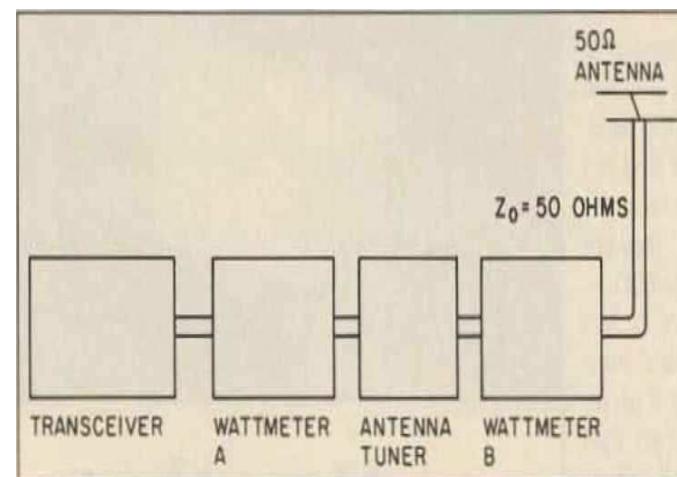 50Ω
ANTENNA
Z₀= 50 OHMS
TRANSCEIVER
WATTMETER
A
ANTENNA
TUNER
WATTMETER
B